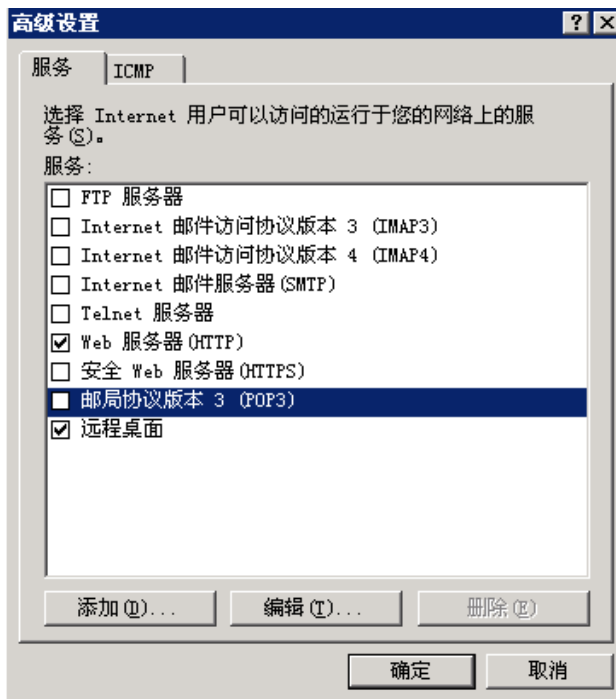 高级设置
服务
ICMP
选择 Internet 用户可以访问的运行于您的网络上的服
务(S)。
服务:
FTP 服务器
Internet 邮件访问协议版本 3 (IMAP3)
Internet 邮件访问协议版本 4 (IMAP4)
Internet 邮件服务器(SMTP)
Telnet 服务器
Web 服务器(HTTP)
安全 Web 服务器(HTTPS)
邮局协议版本 3 (POP3)
远程桌面
添加(D)...
编辑(T)...
删除(E)
确定
取消